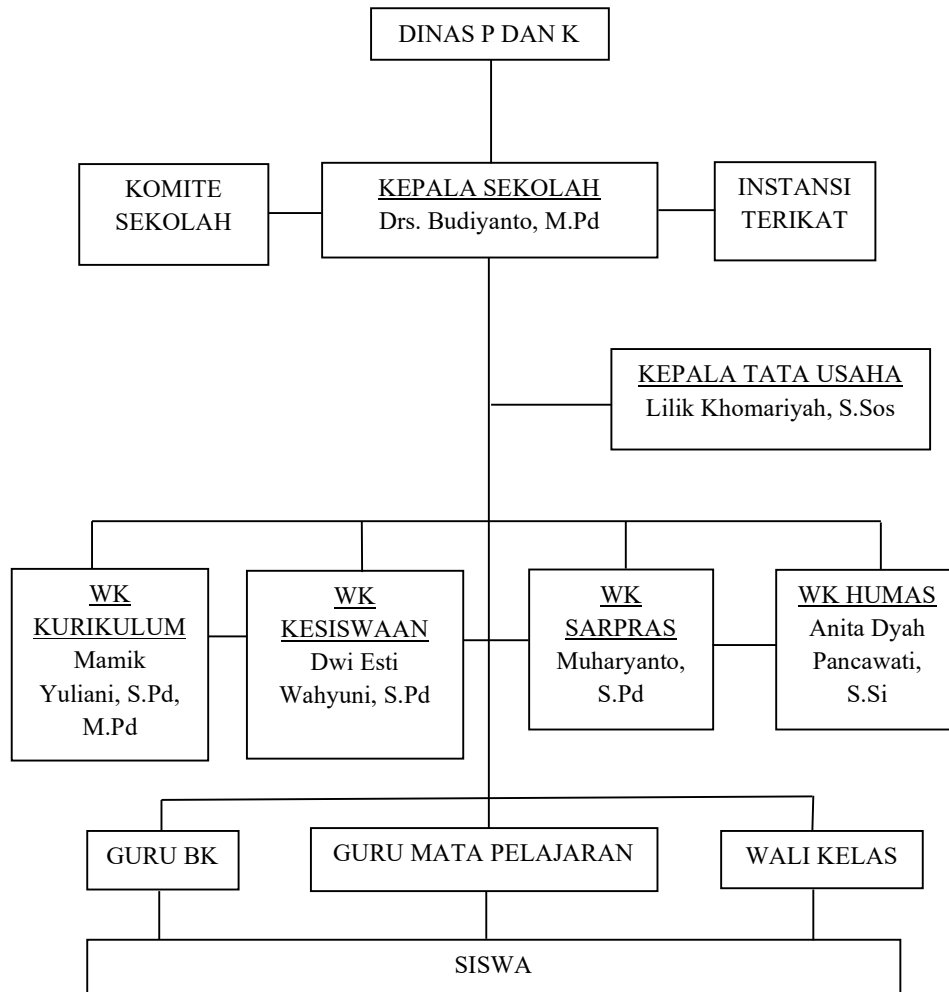 DINAS P DAN K
KOMITE
SEKOLAH
KEPALA SEKOLAH
Drs. Budiyanto, M.Pd
INSTANSI
TERIKAT
KEPALA TATA USAHA
Lilik Khomariyah, S.Sos
WK
KURIKULUM
Mamik
Yuliani, S.Pd,
M.Pd
WK
KESISWAAN
Dwi Esti
Wahyuni, S.Pd
WK
SARPRAS
Muharyanto,
S.Pd
WK HUMAS
Anita Dyah
Pancawati,
S.Si
GURU BK
GURU MATA PELAJARAN
WALI KELAS
SISWA